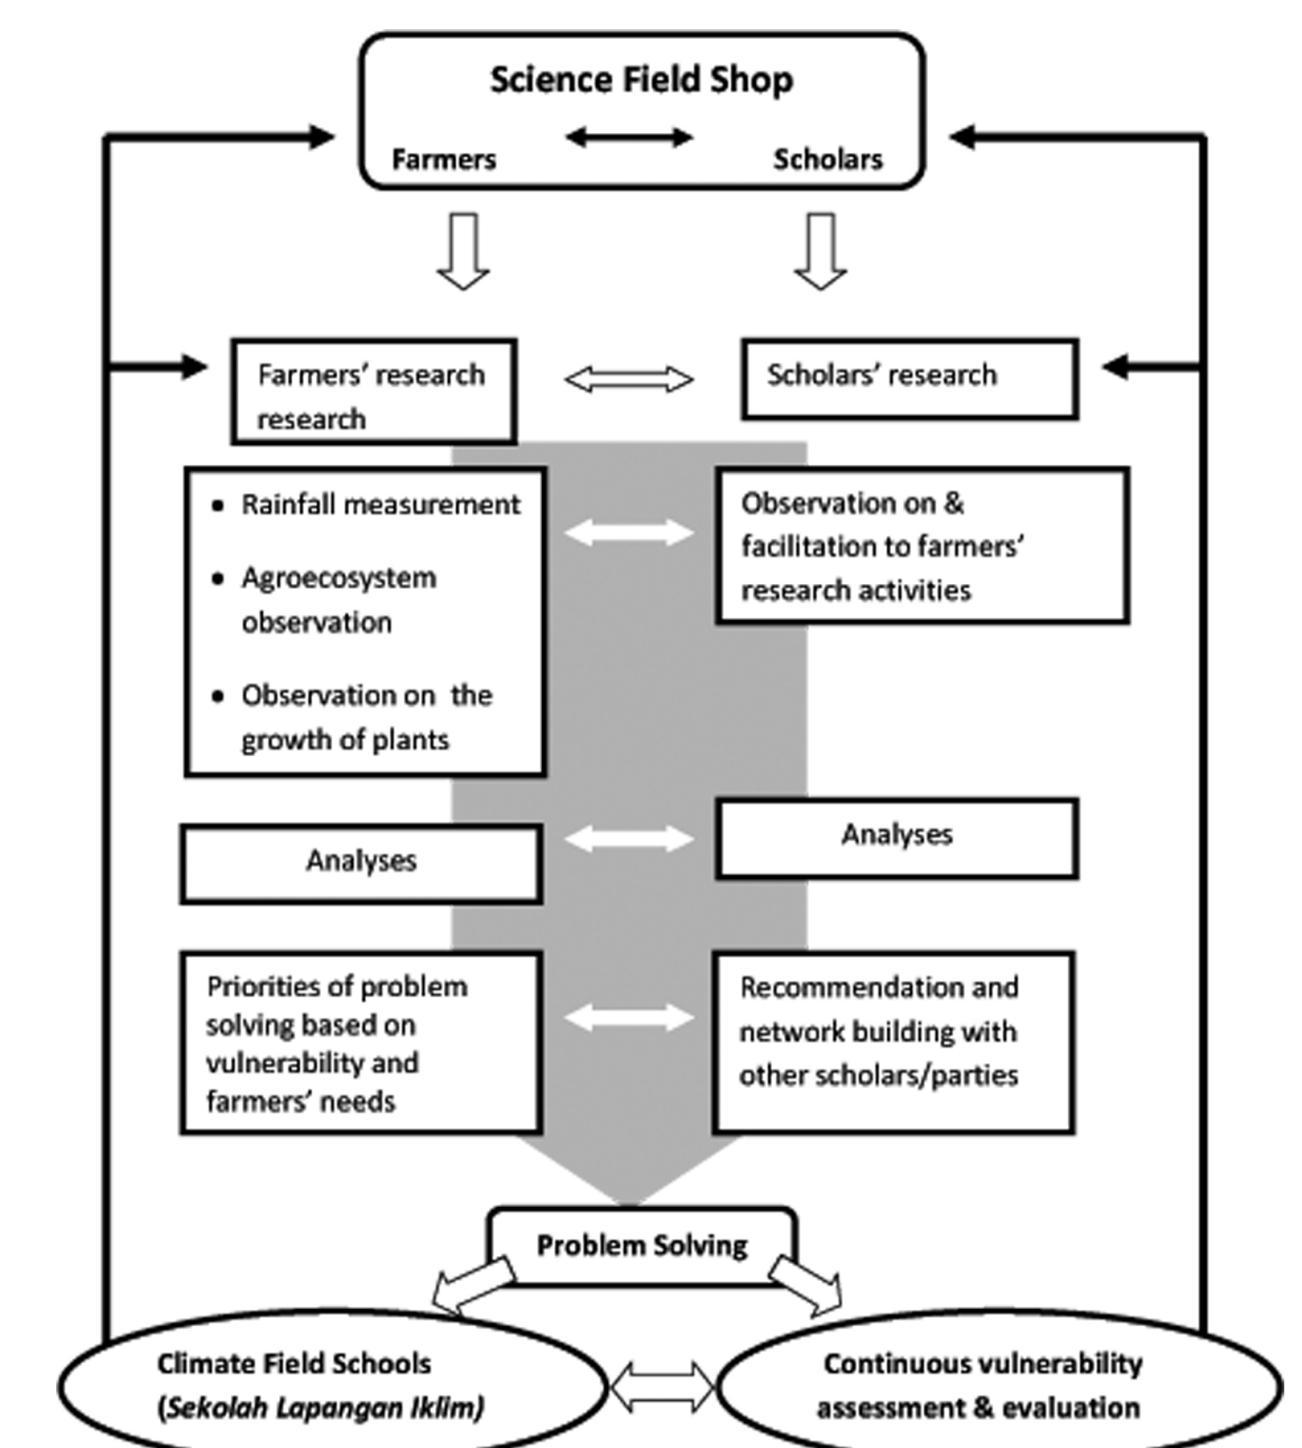 Science Field Shop
Farmers
Scholars
Farmers’ research
research
Scholars’ research
• Rainfall measurement
• Agroecosystem
observation
• Observation on the
growth of plants
Observation on &
facilitation to farmers’
research activities
Analyses
Analyses
Priorities of problem
solving based on
vulnerability and
farmers’ needs
Recommendation and
network building with
other scholars/parties
Problem Solving
Climate Field Schools
(Sekolah Lapangan Iklim)
Continuous vulnerability
assessment & evaluation